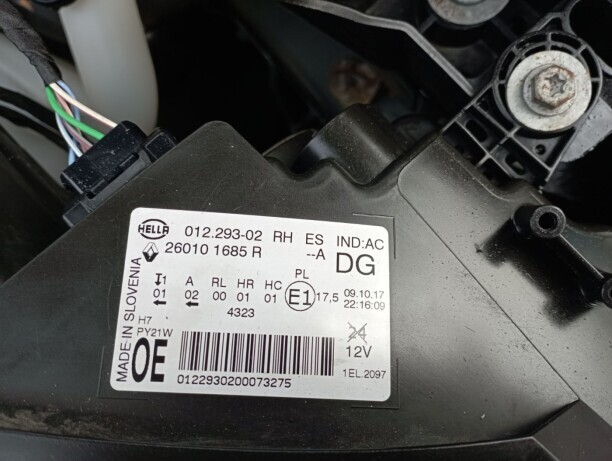 HELLA 012.293-02 RH ES IND:AC
26010 1685 R --A DG
1 A RL HR HC PL
01 02 00 01 01 E1 17,5 09.10.17
22:16:09
4323
H7
PY21W
24
12V
OE
MADE IN SLOVENIA
0122930200073275
1EL.2097